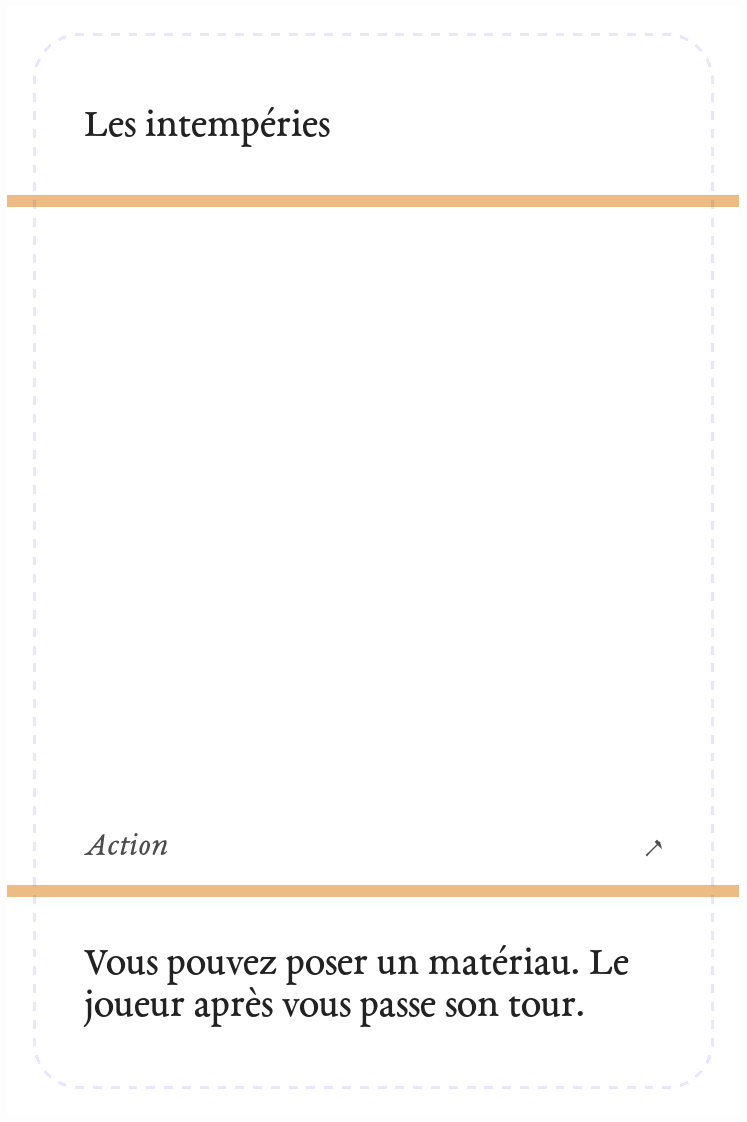 Les intempéries
Action
Vous pouvez poser un matériau. Le
joueur après vous passe son tour.